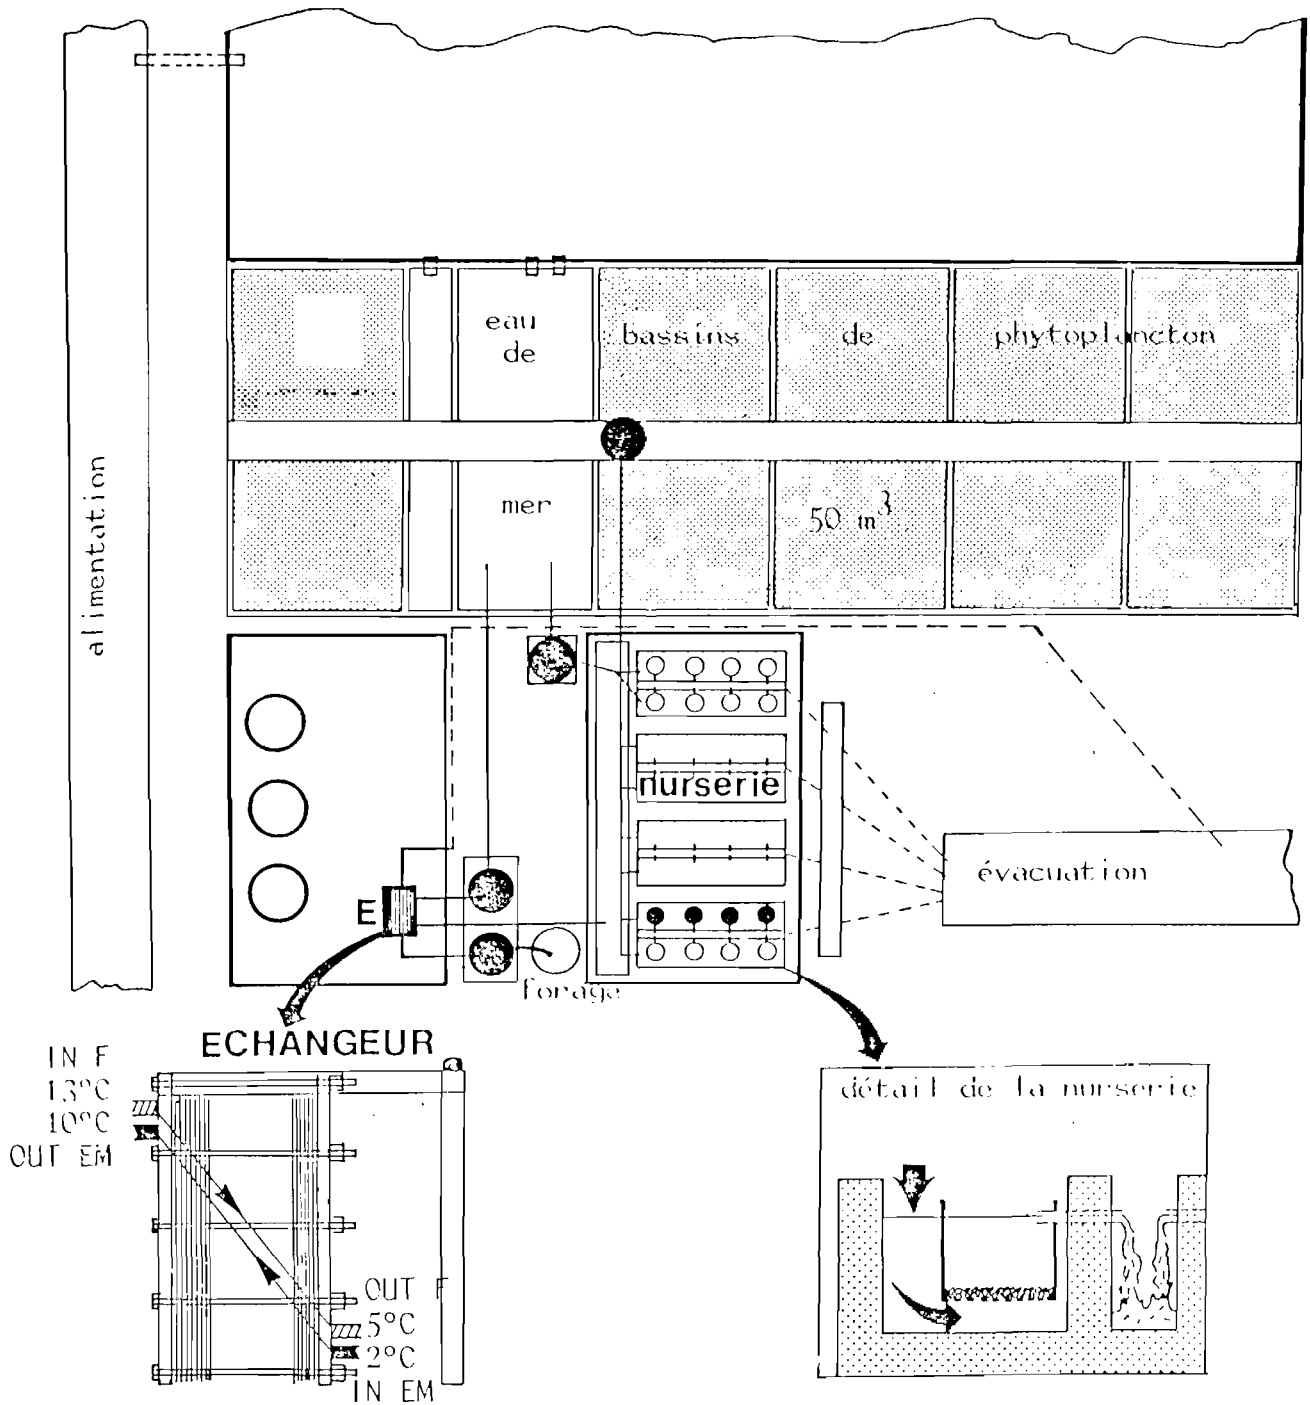 alimentation
eau
de
bassins de phytoplancton
mer
50 m³
nurserie
évacuation
E
forage
ECHANGEUR
IN F
13°C
10°C
OUT EM
OUT F
5°C
2°C
IN EM
détail de la nurserie